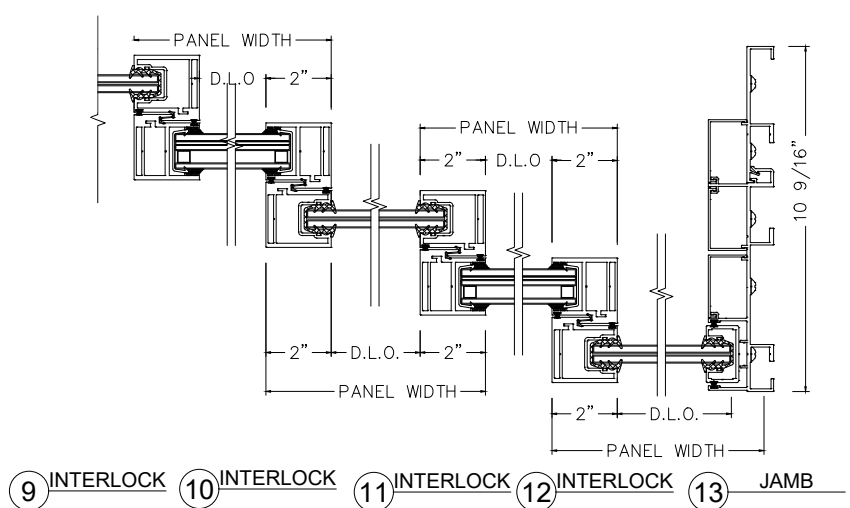 PANEL WIDTH
D.L.O 2"
PANEL WIDTH
2" D.L.O 2"
10 9/16"
2" D.L.O. 2"
PANEL WIDTH
2" D.L.O.
PANEL WIDTH
9 INTERLOCK 10 INTERLOCK 11 INTERLOCK 12 INTERLOCK 13 JAMB